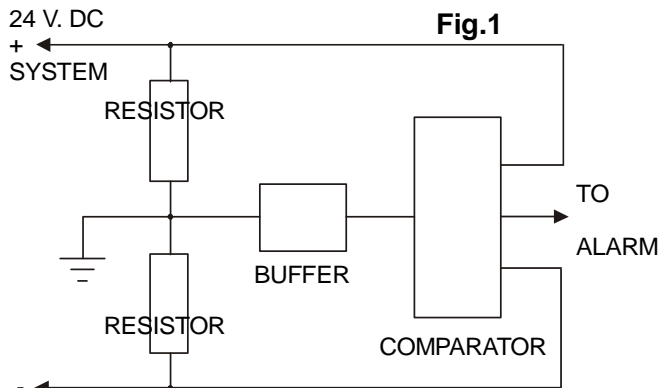 24 V. DC
Fig.1
+
SYSTEM
RESISTOR
TO
ALARM
BUFFER
RESISTOR
COMPARATOR
-